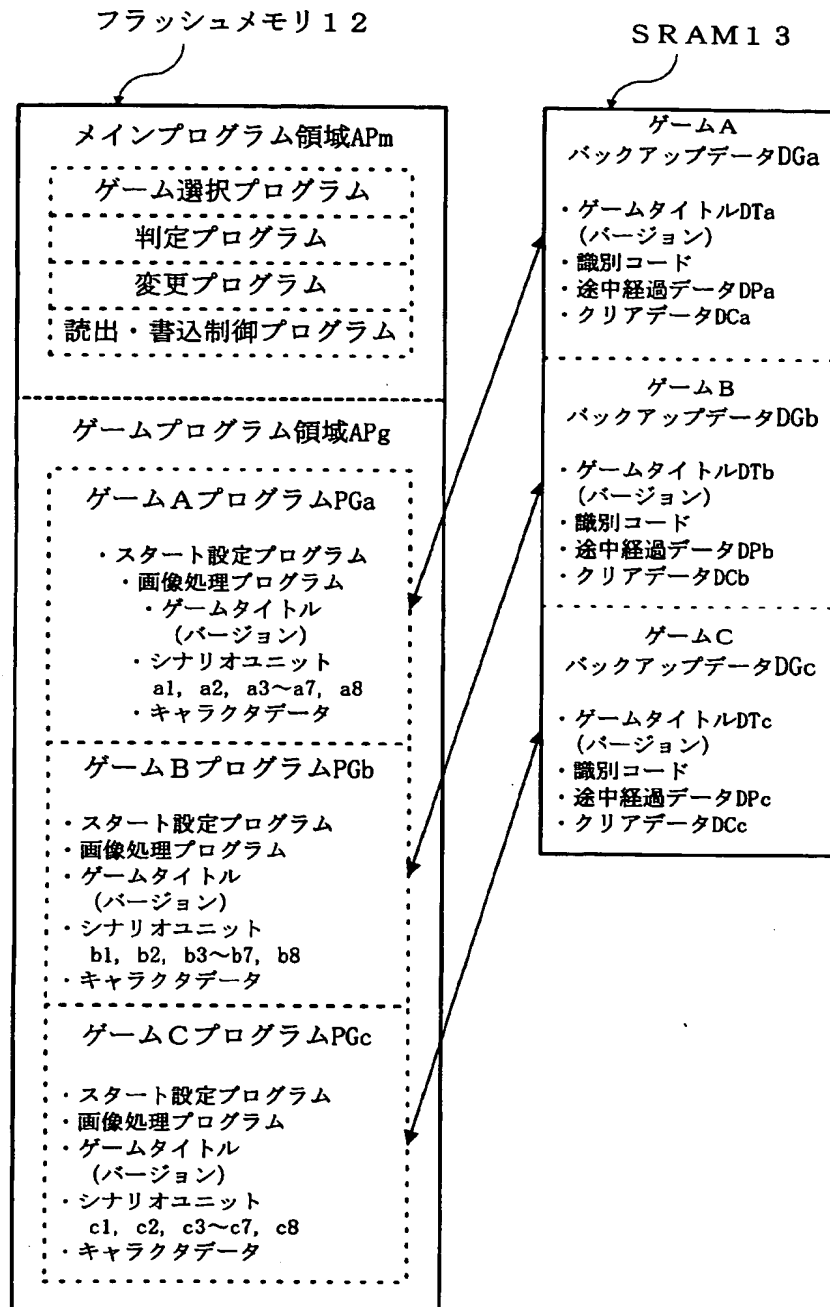 フラッシュメモリ１２
メインプログラム領域APm
ゲーム選択プログラム
判定プログラム
変更プログラム
読出・書込制御プログラム
ゲームプログラム領域APg
ゲームＡプログラムPGa
・スタート設定プログラム
・画像処理プログラム
・ゲームタイトル
(バージョン)
・シナリオユニット
a1, a2, a3～a7, a8
・キャラクタデータ
ゲームＢプログラムPGb
・スタート設定プログラム
・画像処理プログラム
・ゲームタイトル
(バージョン)
・シナリオユニット
b1, b2, b3～b7, b8
・キャラクタデータ
ゲームＣプログラムPGc
・スタート設定プログラム
・画像処理プログラム
・ゲームタイトル
(バージョン)
・シナリオユニット
c1, c2, c3～c7, c8
・キャラクタデータ
ＳＲＡＭ１３
ゲームＡ
バックアップデータDGa
・ゲームタイトルDTa
(バージョン)
・識別コード
・途中経過データDPa
・クリアデータDCa
ゲームＢ
バックアップデータDGb
・ゲームタイトルDTb
(バージョン)
・識別コード
・途中経過データDPb
・クリアデータDCb
ゲームＣ
バックアップデータDGc
・ゲームタイトルDTc
(バージョン)
・識別コード
・途中経過データDPc
・クリアデータDCc